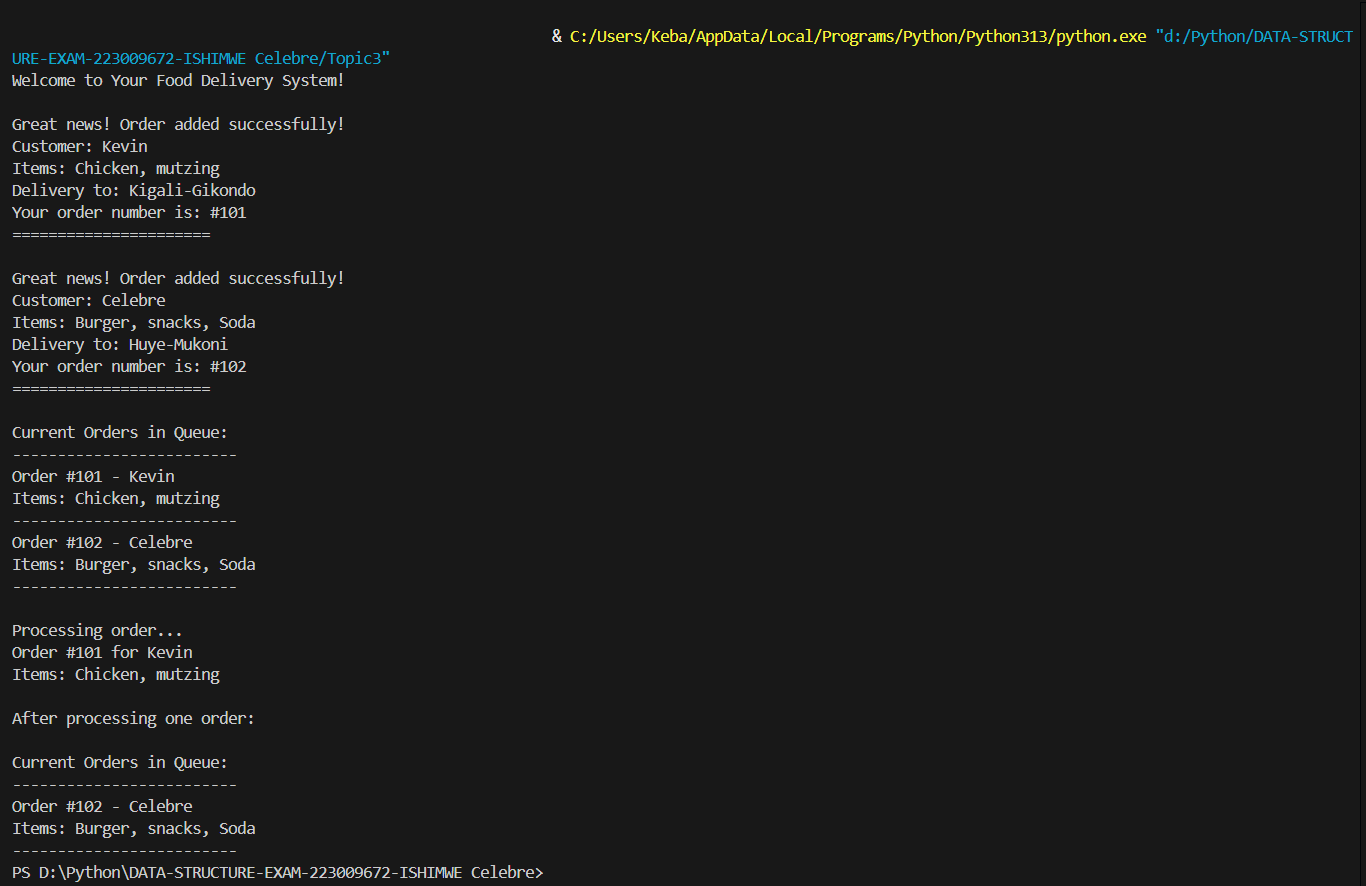 & C:/Users/Keba/AppData/Local/Programs/Python/Python313/python.exe "d:/Python/DATA-STRUCT
URE-EXAM-223009672-ISHIMWE Celebre/Topic3"
Welcome to Your Food Delivery System!
Great news! Order added successfully!
Customer: Kevin
Items: Chicken, mutzing
Delivery to: Kigali-Gikondo
Your order number is: #101
======================
Great news! Order added successfully!
Customer: Celebre
Items: Burger, snacks, Soda
Delivery to: Huye-Mukoni
Your order number is: #102
======================
Current Orders in Queue:
-------------------------
Order #101 - Kevin
Items: Chicken, mutzing
-------------------------
Order #102 - Celebre
Items: Burger, snacks, Soda
-------------------------
Processing order...
Order #101 for Kevin
Items: Chicken, mutzing
After processing one order:
Current Orders in Queue:
-------------------------
Order #102 - Celebre
Items: Burger, snacks, Soda
-------------------------
PS D:\Python\DATA-STRUCTURE-EXAM-223009672-ISHIMWE Celebre>